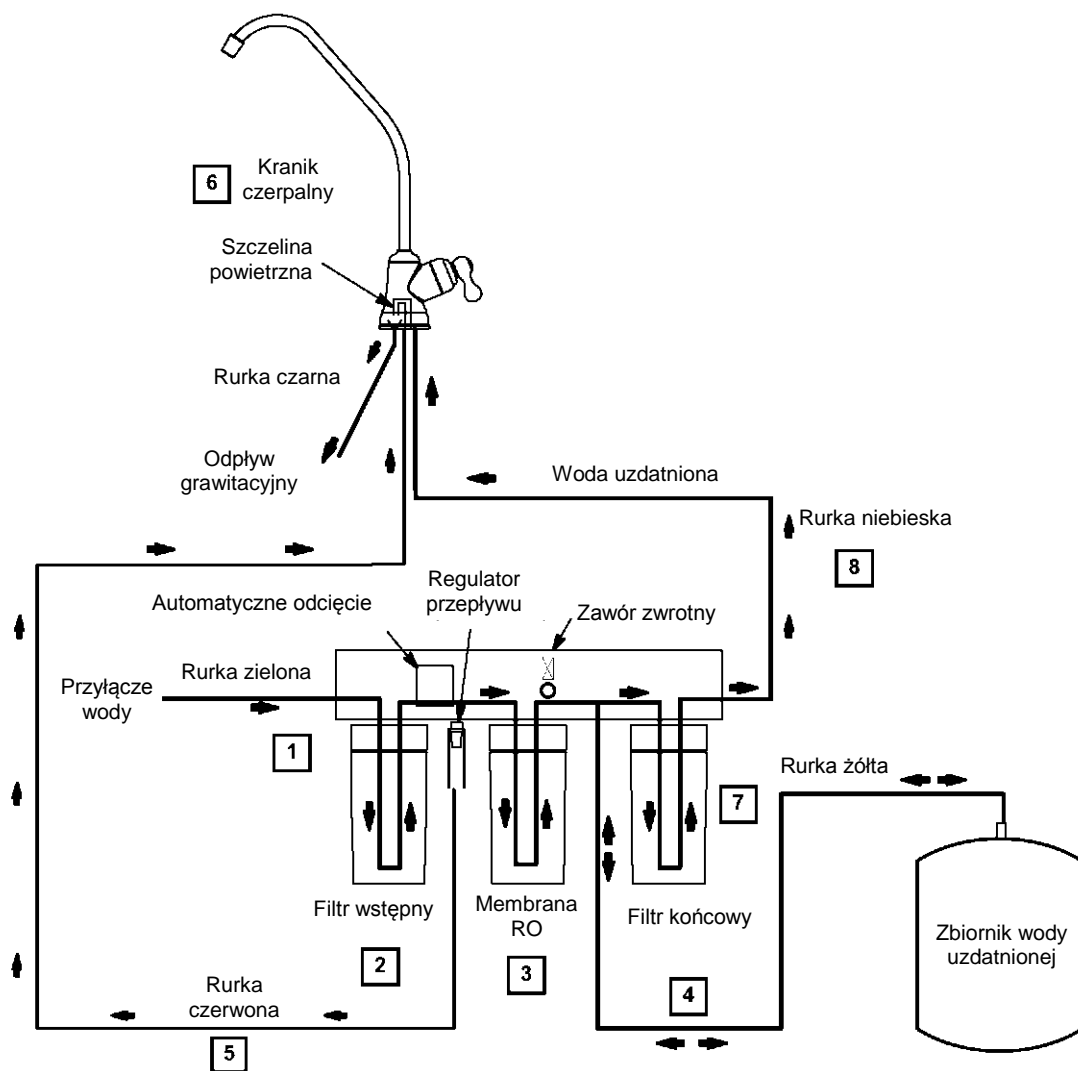 6
Kranik
czerpalny
Szczelina
powietrzna
Rurka czarna
Odpływ
grawitacyjny
Woda uzdatniona
Rurka niebieska
8
Regulator
przepływu
Automatyczne odcięcie
Zawór zwrotny
Rurka zielona
Przyłącze
wody
1
Rurka żółta
7
Filtr wstępny
2
Membrana
RO
3
Filtr końcowy
4
Zbiornik wody
uzdatnionej
Rurka
czerwona
5